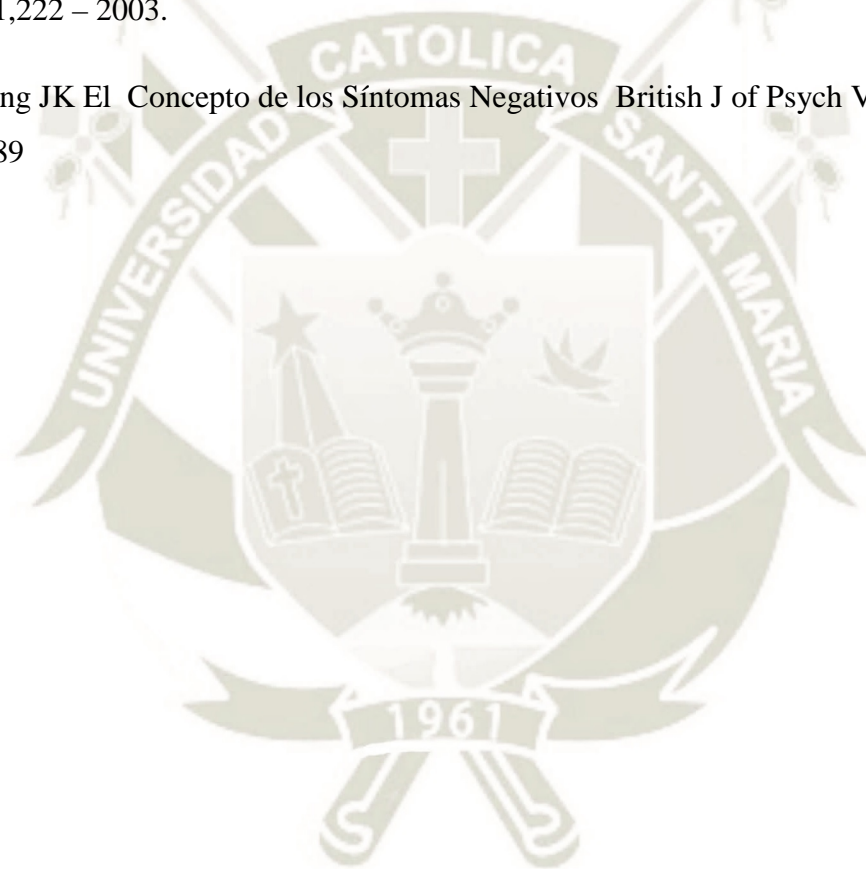 1,222 – 2003.
ng JK El Concepto de los Síntomas Negativos British J of Psych V
89
UNIVERSIDAD CATOLICA SANTA MARIA
1961